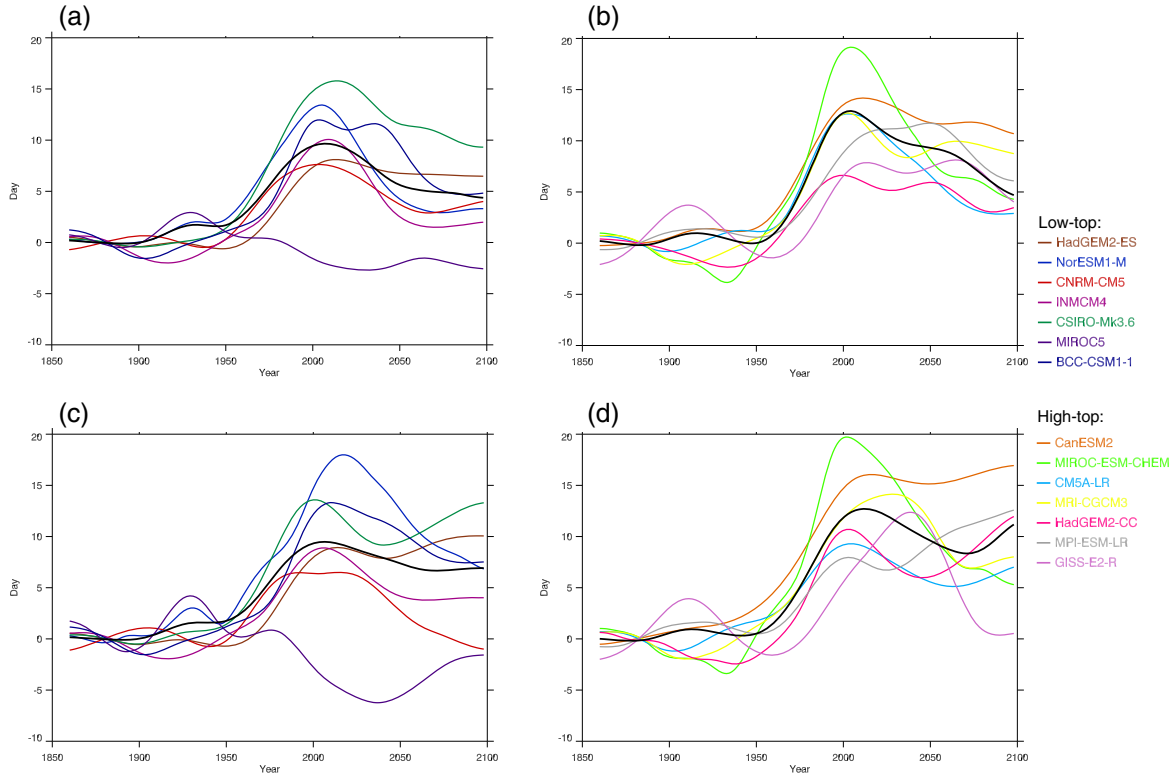 (a)
20
15
10
5
0
-5
-10
Day
1850
1900
1950
2000
2050
2100
Year
(b)
20
15
10
5
0
-5
-10
Day
1850
1900
1950
2000
2050
2100
Year
Low-top:
HadGEM2-ES
NorESM1-M
CNRM-CM5
INMCM4
CSIRO-Mk3.6
MIROC5
BCC-CSM1-1
(c)
20
15
10
5
0
-5
-10
Day
1850
1900
1950
2000
2050
2100
Year
(d)
20
15
10
5
0
-5
-10
Day
1850
1900
1950
2000
2050
2100
Year
High-top:
CanESM2
MIROC-ESM-CHEM
CM5A-LR
MRI-CGCM3
HadGEM2-CC
MPI-ESM-LR
GISS-E2-R